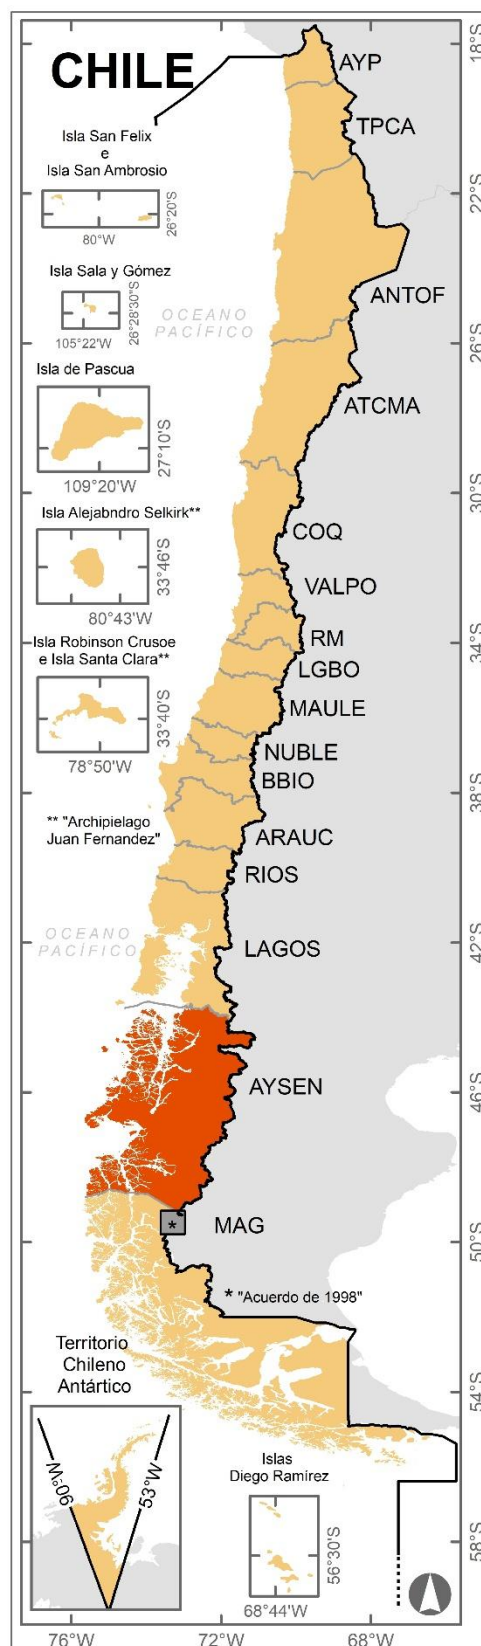 CHILE
Isla San Felix
e
Isla San Ambrosio
80°W
26°20'S
Isla Sala y Gómez
105°22'W
26°28'30"S
Isla de Pascua
109°20'W
27°10'S
Isla Alejabndro Selkirk**
80°43'W
33°46'S
Isla Robinson Crusoe
e Isla Santa Clara**
78°50'W
33°40'S
** "Archipielago
Juan Fernandez"
OCEANO
PACÍFICO
OCEANO
PACÍFICO
AYP
TPCA
ANTOF
ATCMA
COQ
VALPO
RM
LGBO
MAULE
NUBLE
BBIO
ARAUC
RIOS
LAGOS
AYSEN
MAG
*
* "Acuerdo de 1998"
Territorio
Chileno
Antártico
90°W
53°W
Islas
Diego Ramírez
56°30'S
68°44'W
18°S
22°S
26°S
30°S
34°S
38°S
42°S
46°S
50°S
54°S
58°S
76°W
72°W
68°W